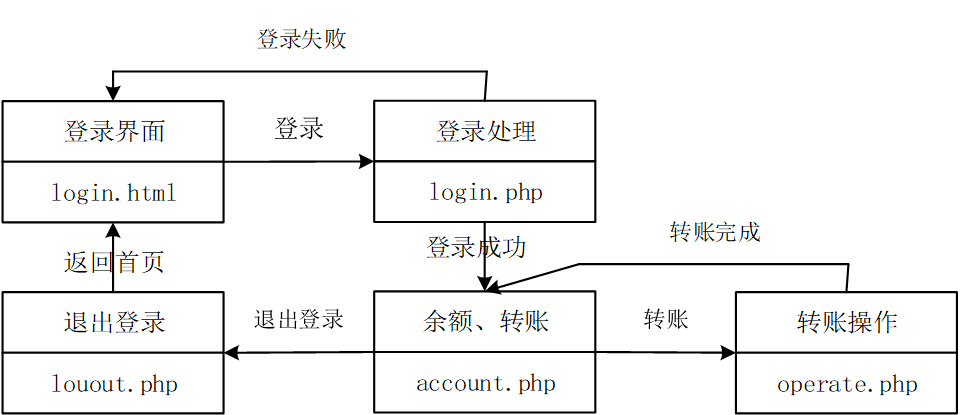 登录失败
登录界面
登录
登录处理
login.html
login.php
返回首页
登录成功
转账完成
退出登录
退出登录
余额、转账
转账
转账操作
louout.php
account.php
operate.php